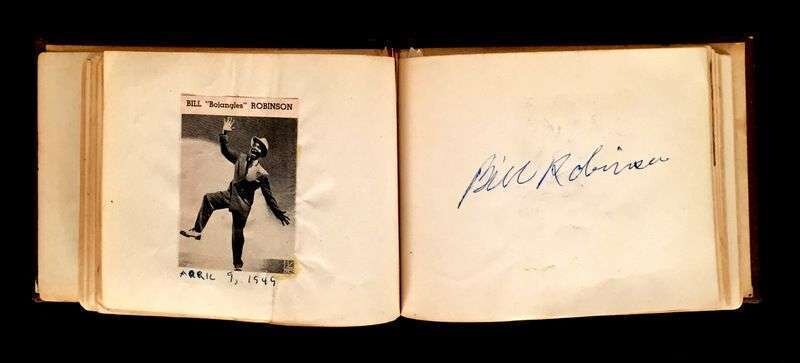 BILL "Bojangles" ROBINSON
APRIL 9, 1949
Bill Robinson